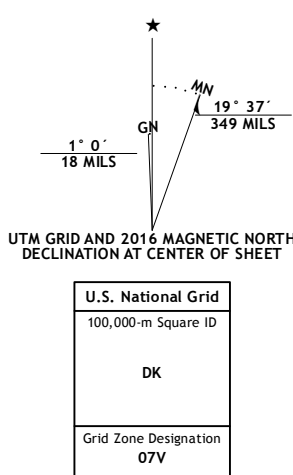 ★
MN
GN
19° 37´
349 MILS
1° 0´
18 MILS
UTM GRID AND 2016 MAGNETIC NORTH
DECLINATION AT CENTER OF SHEET
U.S. National Grid
100,000-m Square ID
DK
Grid Zone Designation
07V